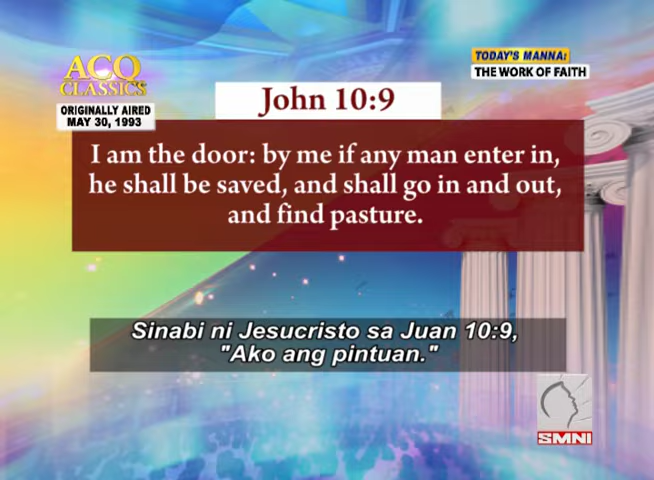 ACQ
CLASSICS
ORIGINALLY AIRED
MAY 30, 1993
TODAY'S MANNA:
THE WORK OF FAITH
John 10:9
I am the door: by me if any man enter in,
he shall be saved, and shall go in and out,
and find pasture.
Sinabi ni Jesucristo sa Juan 10:9,
"Ako ang pintuan."
SMNI